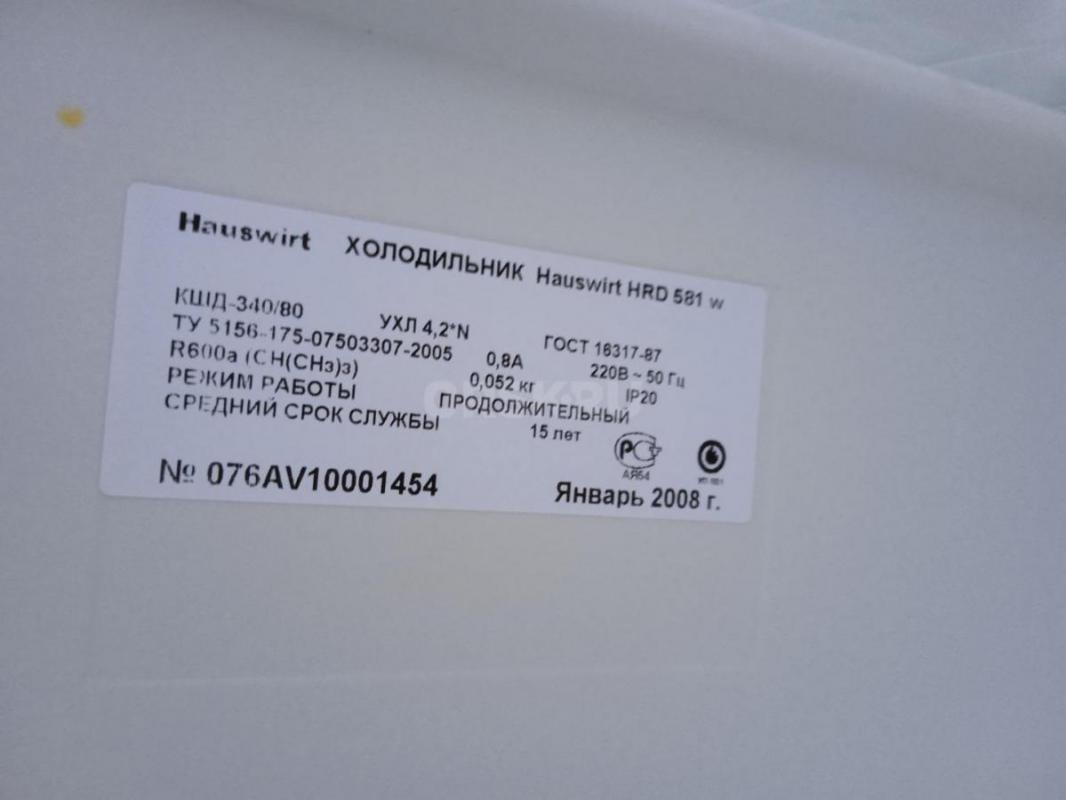 Hauswirt ХОЛОДИЛЬНИК Hauswirt HRD 581 w
КШД-340/80 УХЛ 4,2*N ГОСТ 16317-87
ТУ 5156-175-07503307-2005 0,8А 220В ~ 50 Гц
R600a (CH(CH₃)₃) 0,052 кг IP20
РЕЖИМ РАБОТЫ ПРОДОЛЖИТЕЛЬНЫЙ
СРЕДНИЙ СРОК СЛУЖБЫ 15 лет
РСТ
АЯ64
№ 076AV10001454 Январь 2008 г.